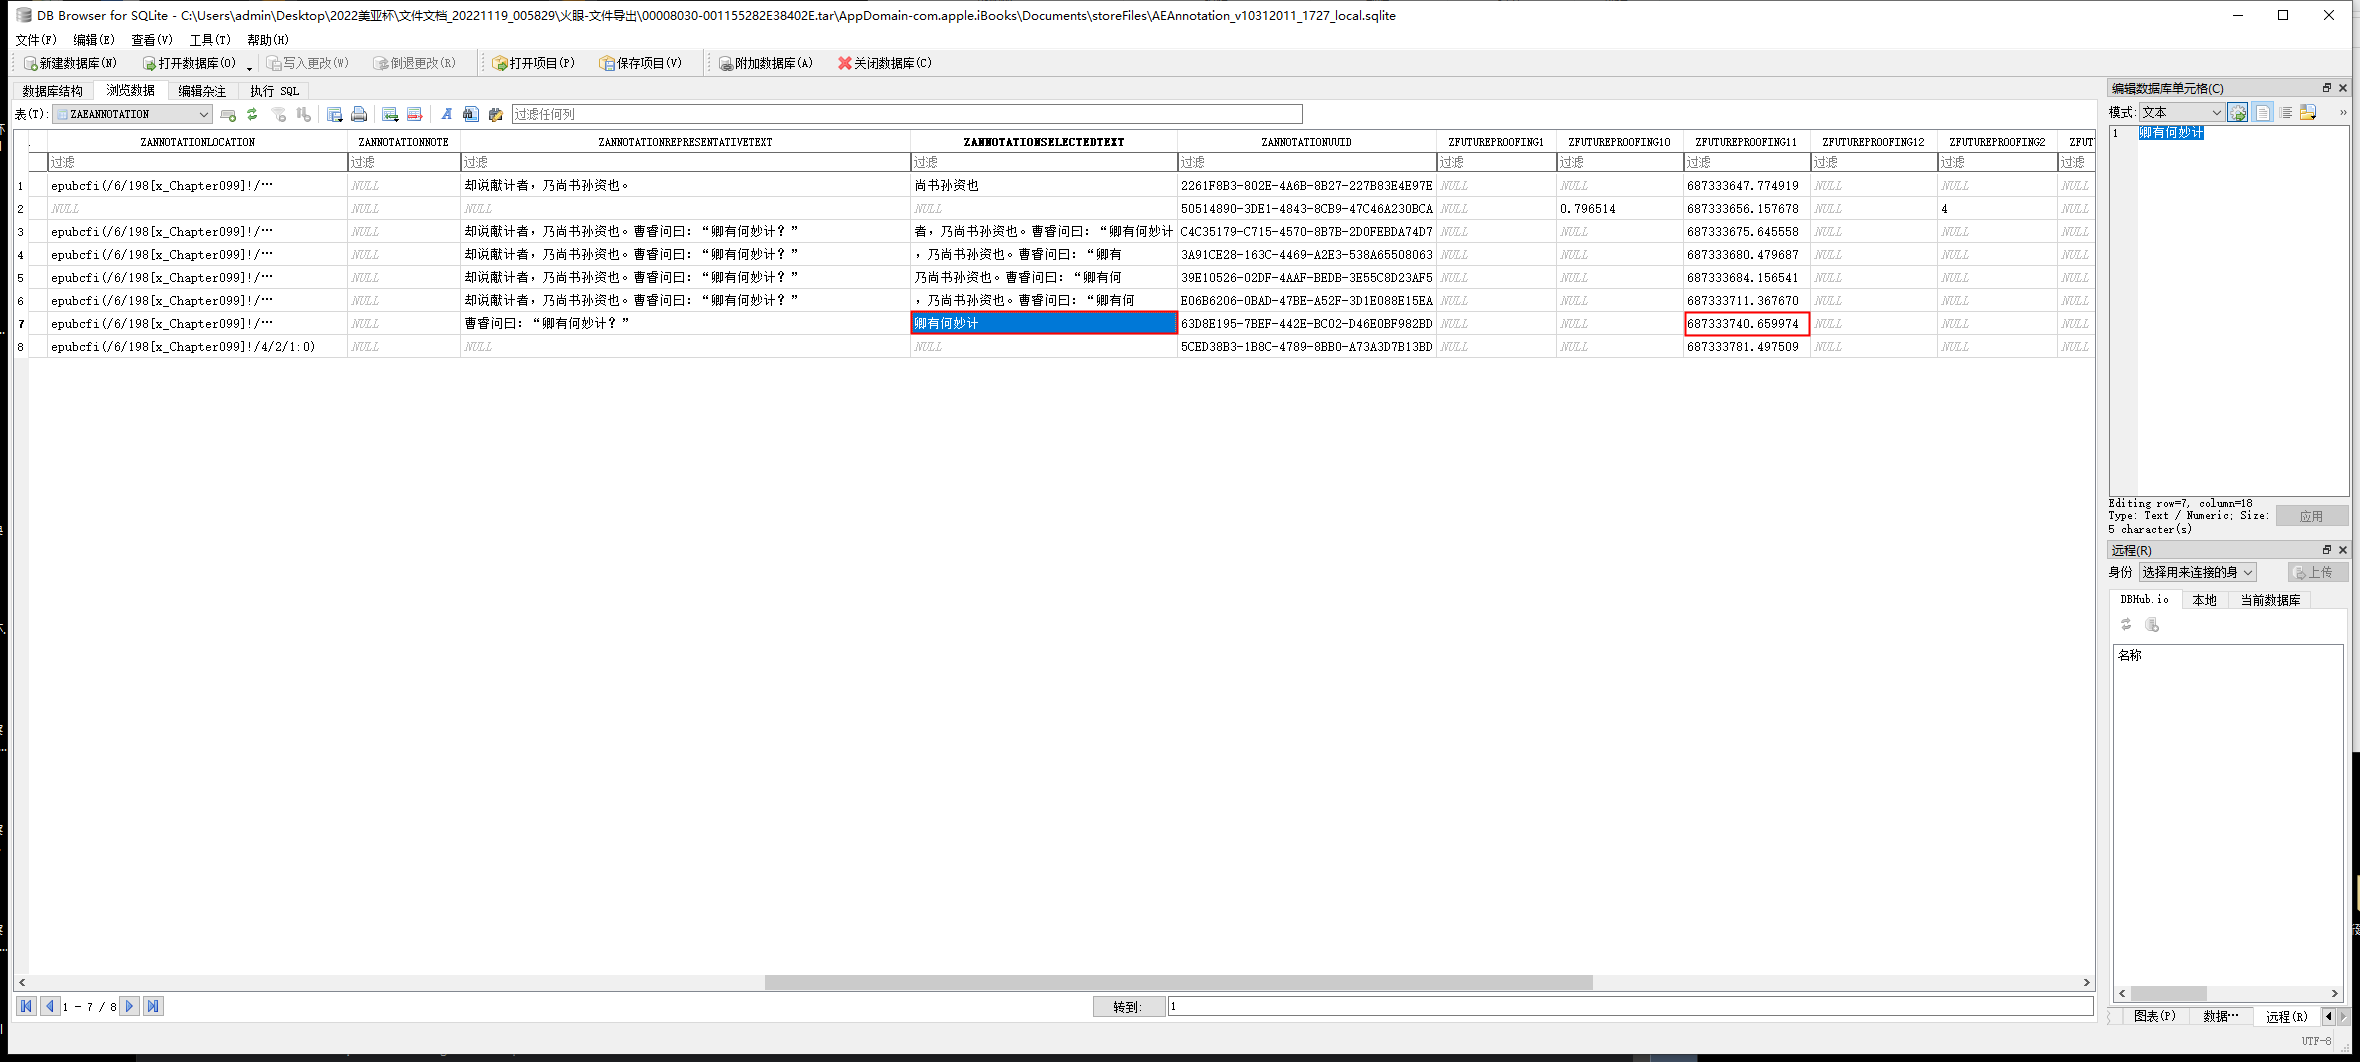 DB Browser for SQLite - C:\Users\admin\Desktop\2022美亚杯\文件文档_20221119_005829\火眼-文件导出\00008030-001155282E38402E.tar\AppDomain-com.apple.iBooks\Documents\storeFiles\AEAnnotation_v10312011_1727_local.sqlite
文件(F) 编辑(E) 查看(V) 工具(T) 帮助(H)
新建数据库(N) 打开数据库(O) 写入更改(W) 倒退更改(R) 打开项目(P) 保存项目(V) 附加数据库(A) 关闭数据库(C)
数据库结构 浏览数据 编辑杂注 执行 SQL
表(T): ZAEANNOTATION 过滤任何列
ZANNOTATIONLOCATION ZANNOTATIONNOTE ZANNOTATIONREPRESENTATIVETEXT ZANNOTATIONSELECTEDTEXT ZANNOTATIONUUID ZFUTUREPROOFING1 ZFUTUREPROOFING10 ZFUTUREPROOFING11 ZFUTUREPROOFING12 ZFUTUREPROOFING2 ZFUT
过滤 过滤 过滤 过滤 过滤 过滤 过滤 过滤 过滤 过滤 过滤
1 epubcfi(/6/198[x_Chapter099]!/… NULL 却说献计者，乃尚书孙资也。 尚书孙资也 2261F8B3-802E-4A6B-8B27-227B83E4E97E NULL NULL 687333647.774919 NULL NULL NULL
2 NULL NULL NULL NULL 50514890-3DE1-4843-8CB9-47C46A230BCA NULL 0.796514 687333656.157678 NULL 4 NULL
3 epubcfi(/6/198[x_Chapter099]!/… NULL 却说献计者，乃尚书孙资也。曹睿问曰：“卿有何妙计？” 者，乃尚书孙资也。曹睿问曰：“卿有何妙计 C4C35179-C715-4570-8B7B-2D0FEBDA74D7 NULL NULL 687333675.645558 NULL NULL NULL
4 epubcfi(/6/198[x_Chapter099]!/… NULL 却说献计者，乃尚书孙资也。曹睿问曰：“卿有何妙计？” ，乃尚书孙资也。曹睿问曰：“卿有 3A91CE28-163C-4469-A2E3-538A65508063 NULL NULL 687333680.479687 NULL NULL NULL
5 epubcfi(/6/198[x_Chapter099]!/… NULL 却说献计者，乃尚书孙资也。曹睿问曰：“卿有何妙计？” 乃尚书孙资也。曹睿问曰：“卿有何 39E10526-02DF-4AAF-BEDB-3E55C8D23AF5 NULL NULL 687333684.156541 NULL NULL NULL
6 epubcfi(/6/198[x_Chapter099]!/… NULL 却说献计者，乃尚书孙资也。曹睿问曰：“卿有何妙计？” ，乃尚书孙资也。曹睿问曰：“卿有何 E06B6206-0BAD-47BE-A52F-3D1E088E15EA NULL NULL 687333711.367670 NULL NULL NULL
7 epubcfi(/6/198[x_Chapter099]!/… NULL 曹睿问曰：“卿有何妙计？” 卿有何妙计 63D8E195-7BEF-442E-BC02-D46E0BF982BD NULL NULL 687333740.659974 NULL NULL NULL
8 epubcfi(/6/198[x_Chapter099]!/4/2/1:0) NULL NULL NULL 5CED38B3-1B8C-4789-8BB0-A73A3D7B13BD NULL NULL 687333781.497509 NULL NULL NULL
1 - 7 / 8 转到: 1
编辑数据库单元格(C)
模式: 文本
1 卿有何妙计
Editing row=7, column=18
Type: Text / Numeric; Size:
5 character(s)
应用
远程(R)
身份 选择用来连接的身 上传
DBHub.io 本地 当前数据库
名称
图表(P) 数据… 远程(R)
UTF-8